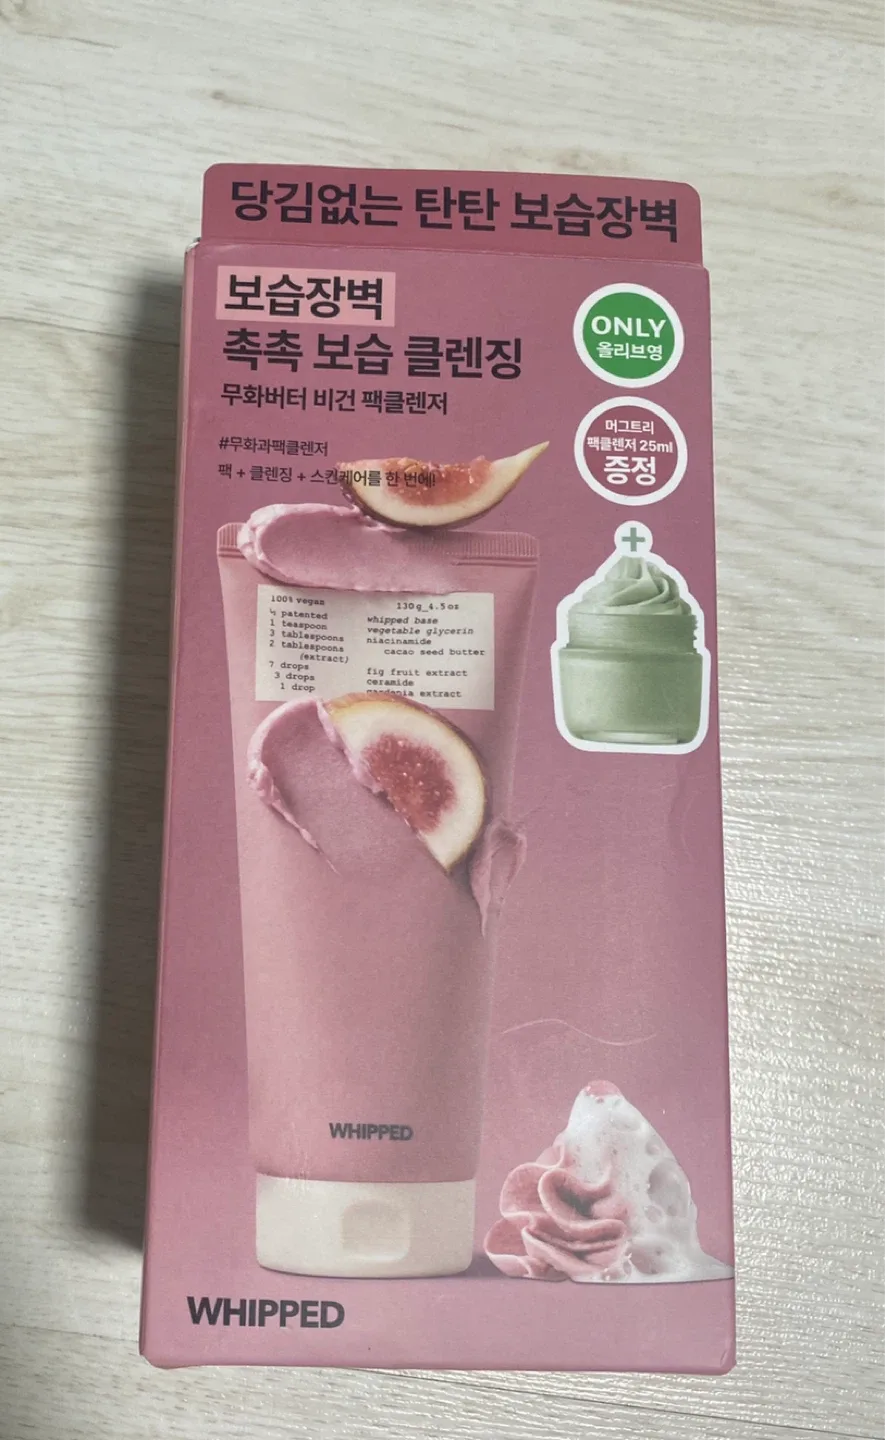 당김없는 탄탄 보습장벽
보습장벽
촉촉 보습 클렌징
무화버터 비건 팩클렌저
#무화과팩클렌저
팩 + 클렌징 + 스킨케어를 한 번에!
ONLY
올리브영
머그트리
팩클렌저 25ml
증정
+
100% vegan 130g_4.5oz
½ patented whipped base
1 teaspoon vegetable glycerin
3 tablespoons niacinamide
2 tablespoons cacao seed butter
(extract)
7 drops fig fruit extract
3 drops ceramide
1 drop gardenia extract
WHIPPED
WHIPPED